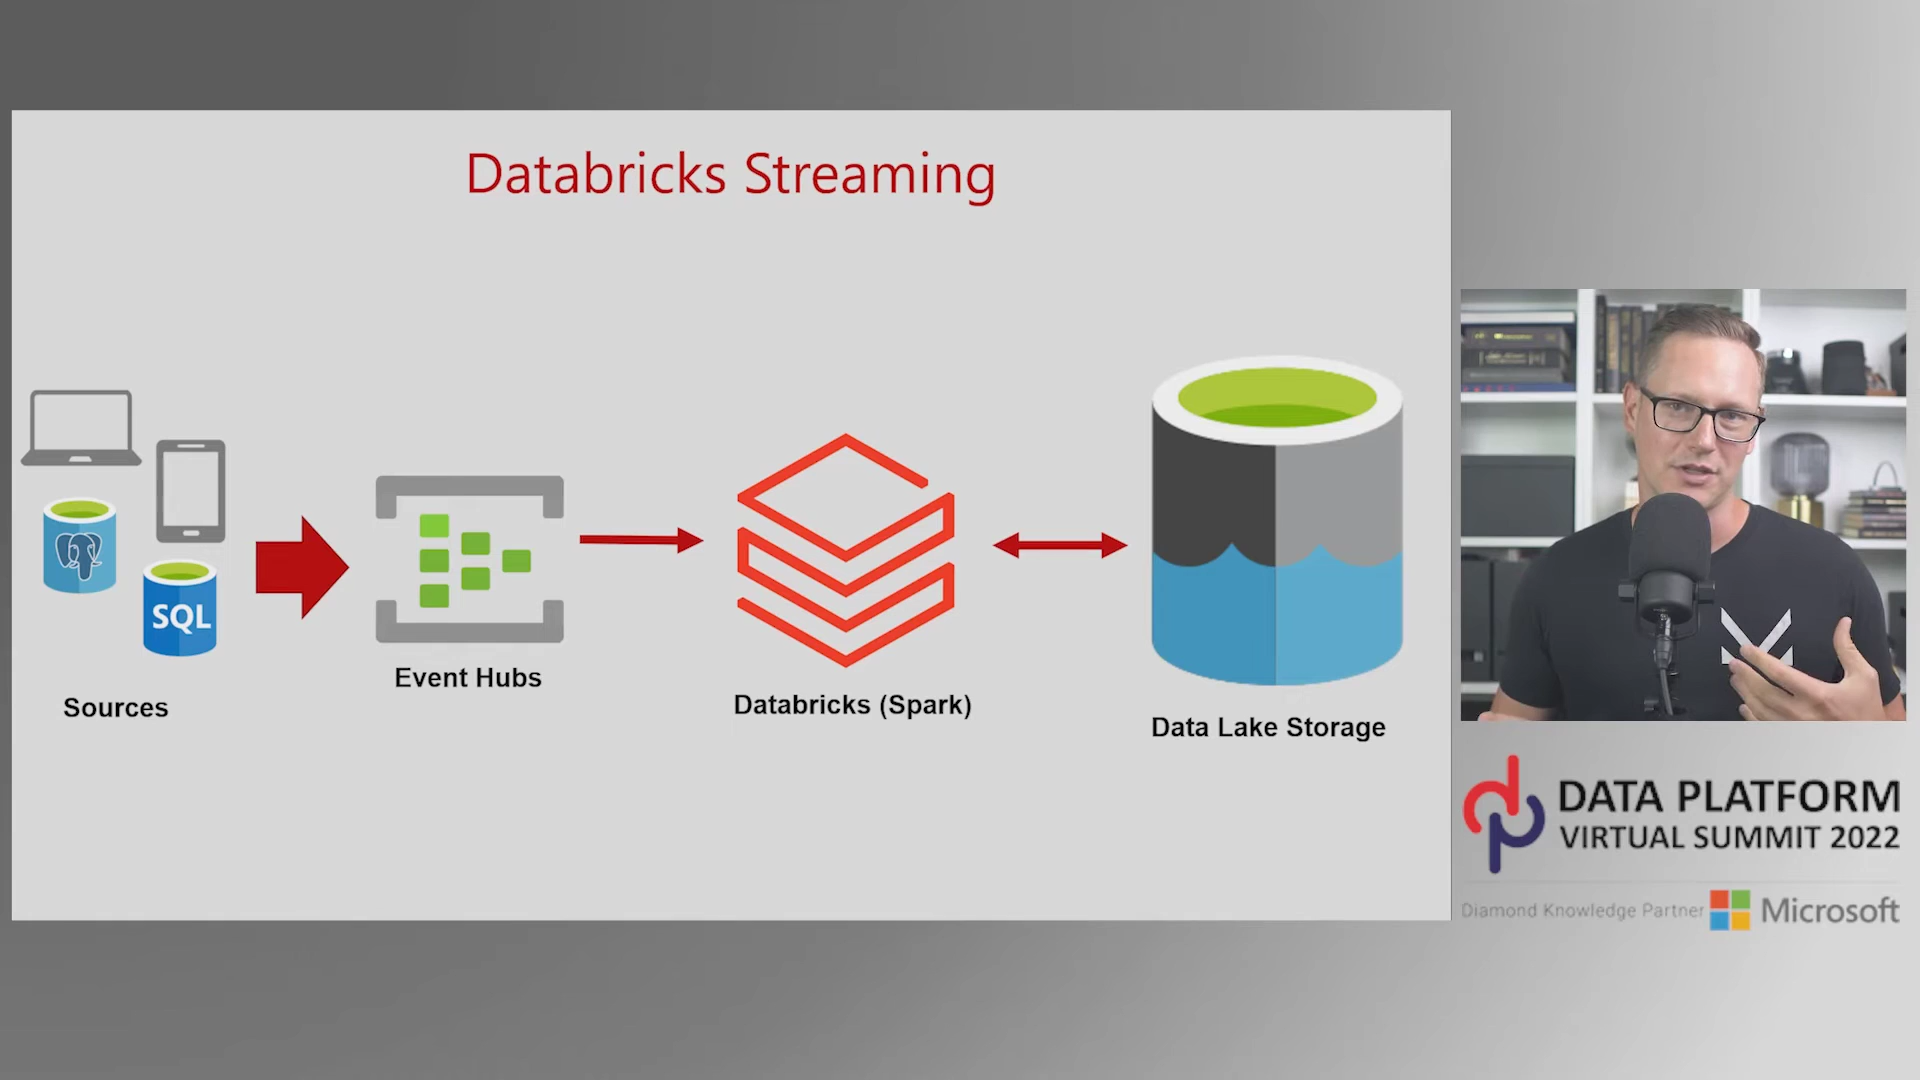 Databricks Streaming
SQL
Sources
Event Hubs
Databricks (Spark)
Data Lake Storage
DATA PLATFORM
VIRTUAL SUMMIT 2022
Diamond Knowledge Partner
Microsoft